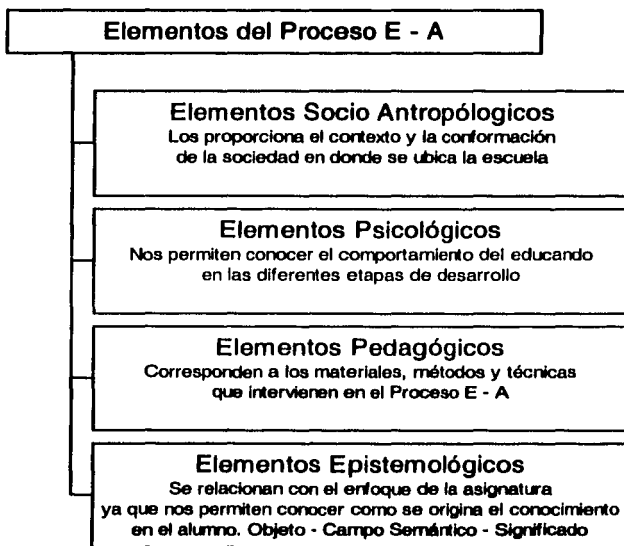 Elementos del Proceso E - A
Elementos Socio Antropólogicos
Los proporciona el contexto y la conformación
de la sociedad en donde se ubica la escuela
Elementos Psicológicos
Nos permiten conocer el comportamiento del educando
en las diferentes etapas de desarrollo
Elementos Pedagógicos
Corresponden a los materiales, métodos y técnicas
que intervienen en el Proceso E - A
Elementos Epistemológicos
Se relacionan con el enfoque de la asignatura
ya que nos permiten conocer como se origina el conocimiento
en el alumno. Objeto - Campo Semántico - Significado